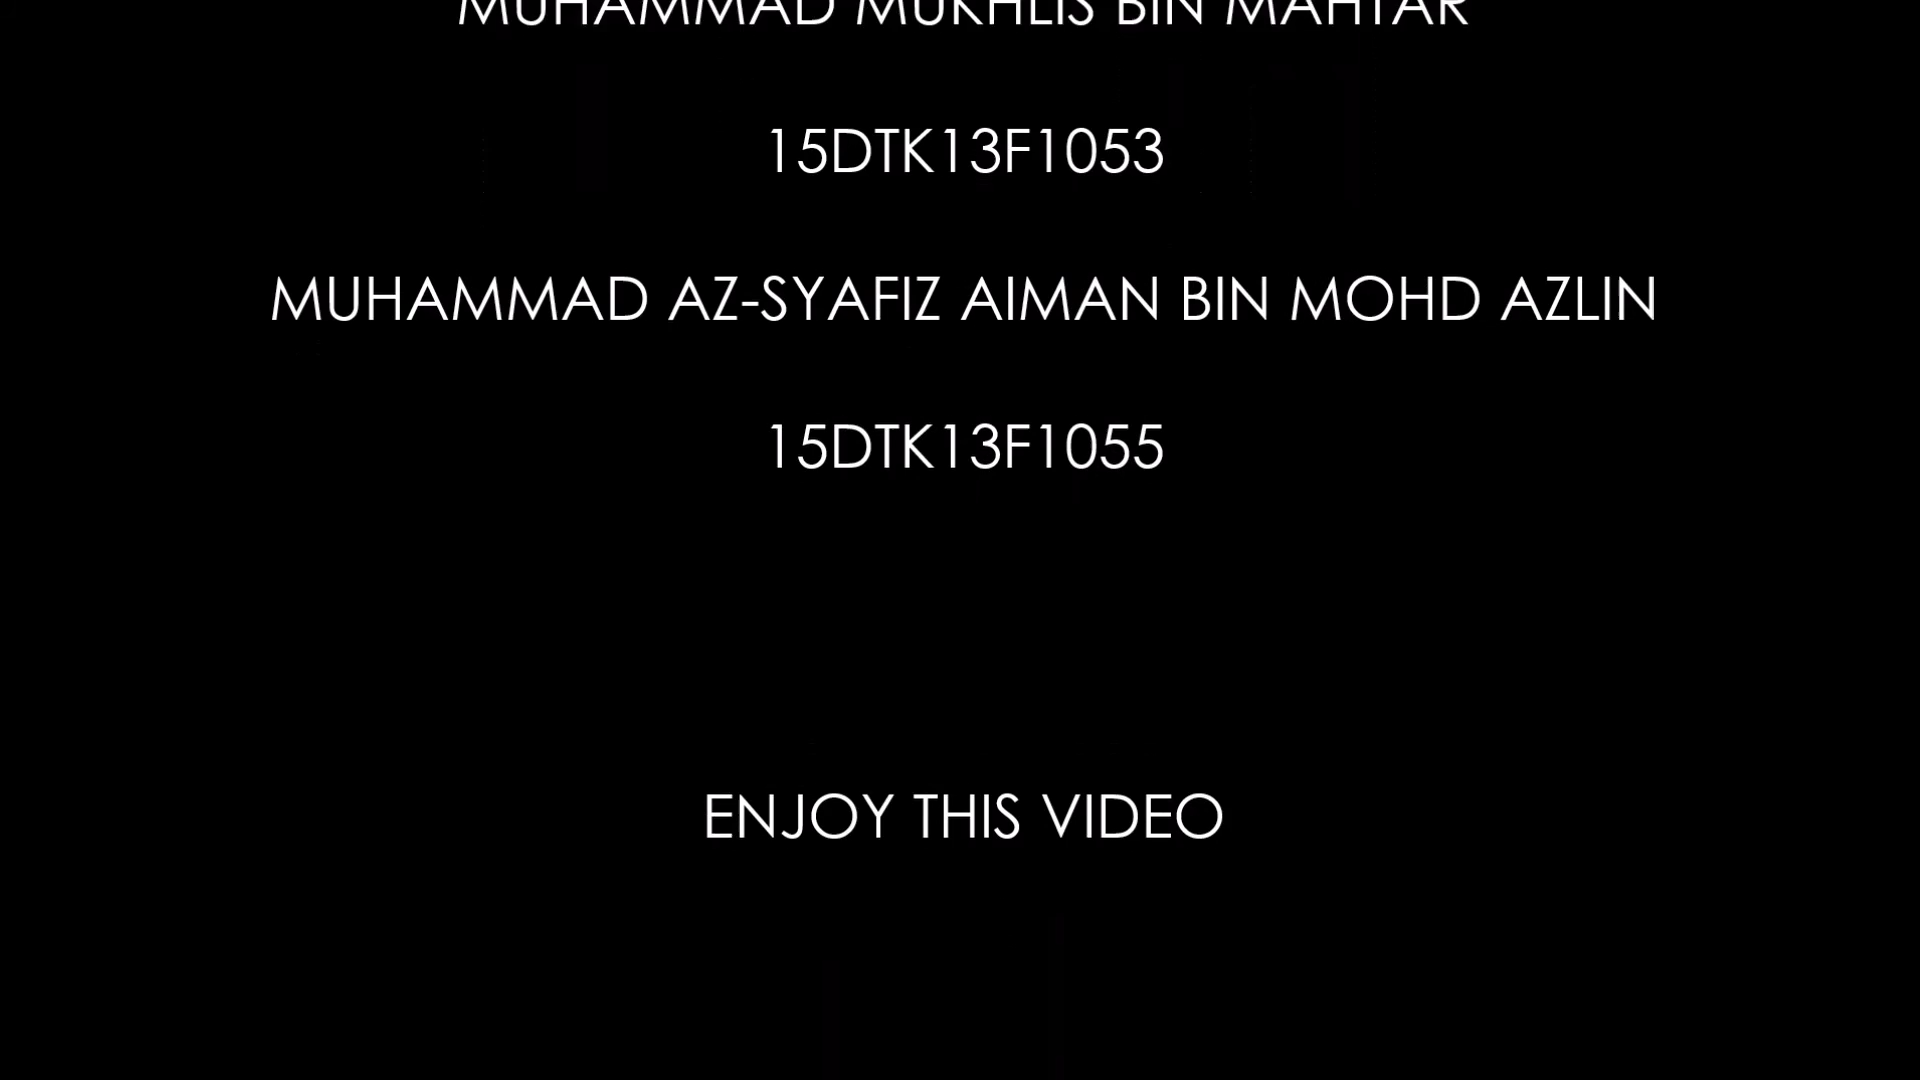 MUHAMMAD MUKHLIS BIN MAHTAR
15DTK13F1053
MUHAMMAD AZ-SYAFIZ AIMAN BIN MOHD AZLIN
15DTK13F1055
ENJOY THIS VIDEO